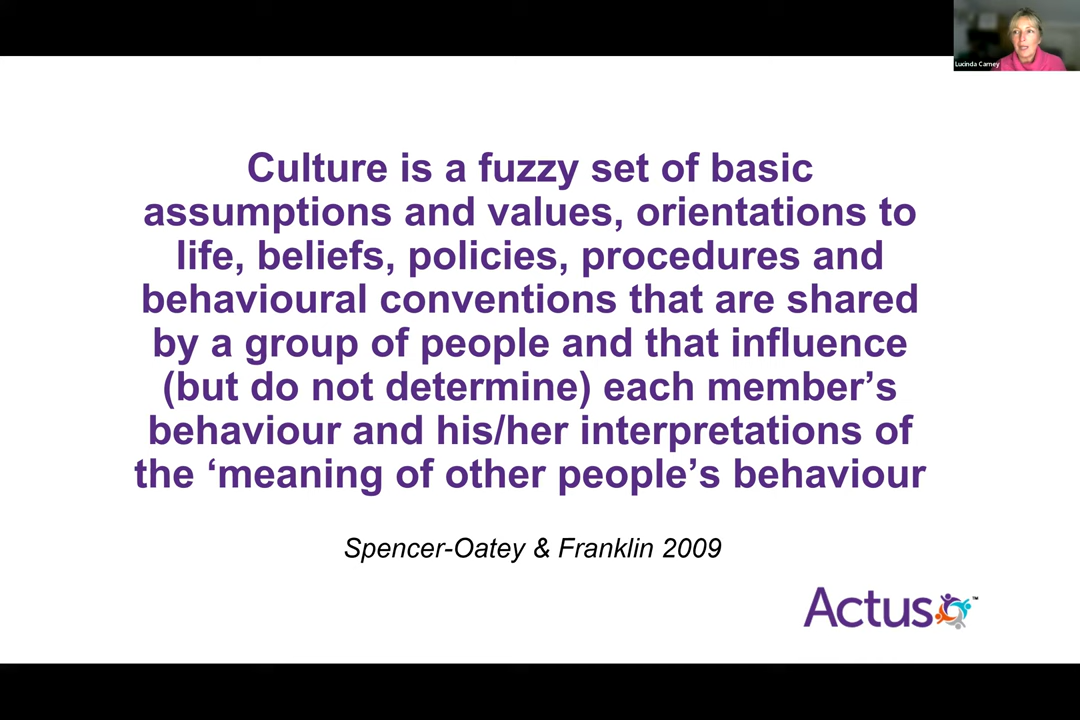 Lucinda Carney
Culture is a fuzzy set of basic
assumptions and values, orientations to
life, beliefs, policies, procedures and
behavioural conventions that are shared
by a group of people and that influence
(but do not determine) each member’s
behaviour and his/her interpretations of
the ‘meaning of other people’s behaviour
Spencer-Oatey & Franklin 2009
Actus ™